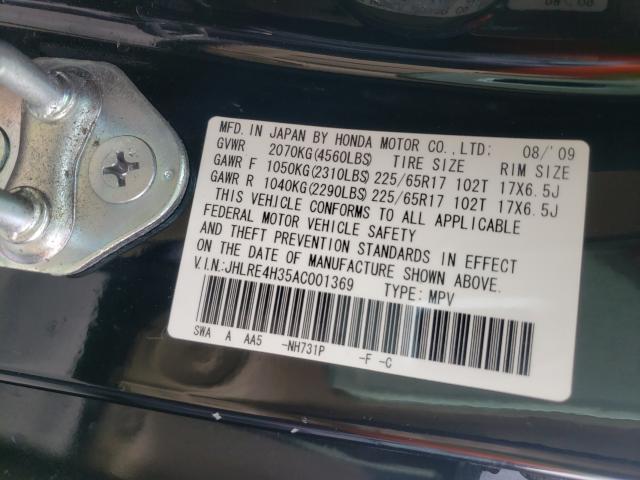 MFD. IN JAPAN BY HONDA MOTOR CO., LTD: 08/'09
GVWR 2070KG(4560LBS) TIRE SIZE RIM SIZE
GAWR F 1050KG(2310LBS) 225/65R17 102T 17X6.5J
GAWR R 1040KG(2290LBS) 225/65R17 102T 17X6.5J
THIS VEHICLE CONFORMS TO ALL APPLICABLE
FEDERAL MOTOR VEHICLE SAFETY
AND THEFT PREVENTION STANDARDS IN EFFECT
ON THE DATE OF MANUFACTURE SHOWN ABOVE.
V.I.N:JHLRE4H35AC001369 TYPE: MPV
SWA A AA5 -NH731P -F -C